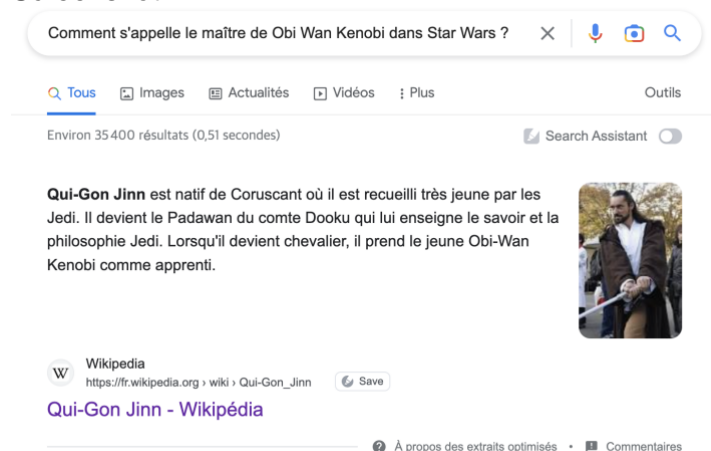 Comment s'appelle le maître de Obi Wan Kenobi dans Star Wars ?
Tous Images Actualités Vidéos Plus Outils
Environ 35 400 résultats (0,51 secondes) Search Assistant
Qui-Gon Jinn est natif de Coruscant où il est recueilli très jeune par les
Jedi. Il devient le Padawan du comte Dooku qui lui enseigne le savoir et la
philosophie Jedi. Lorsqu'il devient chevalier, il prend le jeune Obi-Wan
Kenobi comme apprenti.
W
Wikipedia
https://fr.wikipedia.org › wiki › Qui-Gon_Jinn Save
Qui-Gon Jinn - Wikipédia
À propos des extraits optimisés • Commentaires